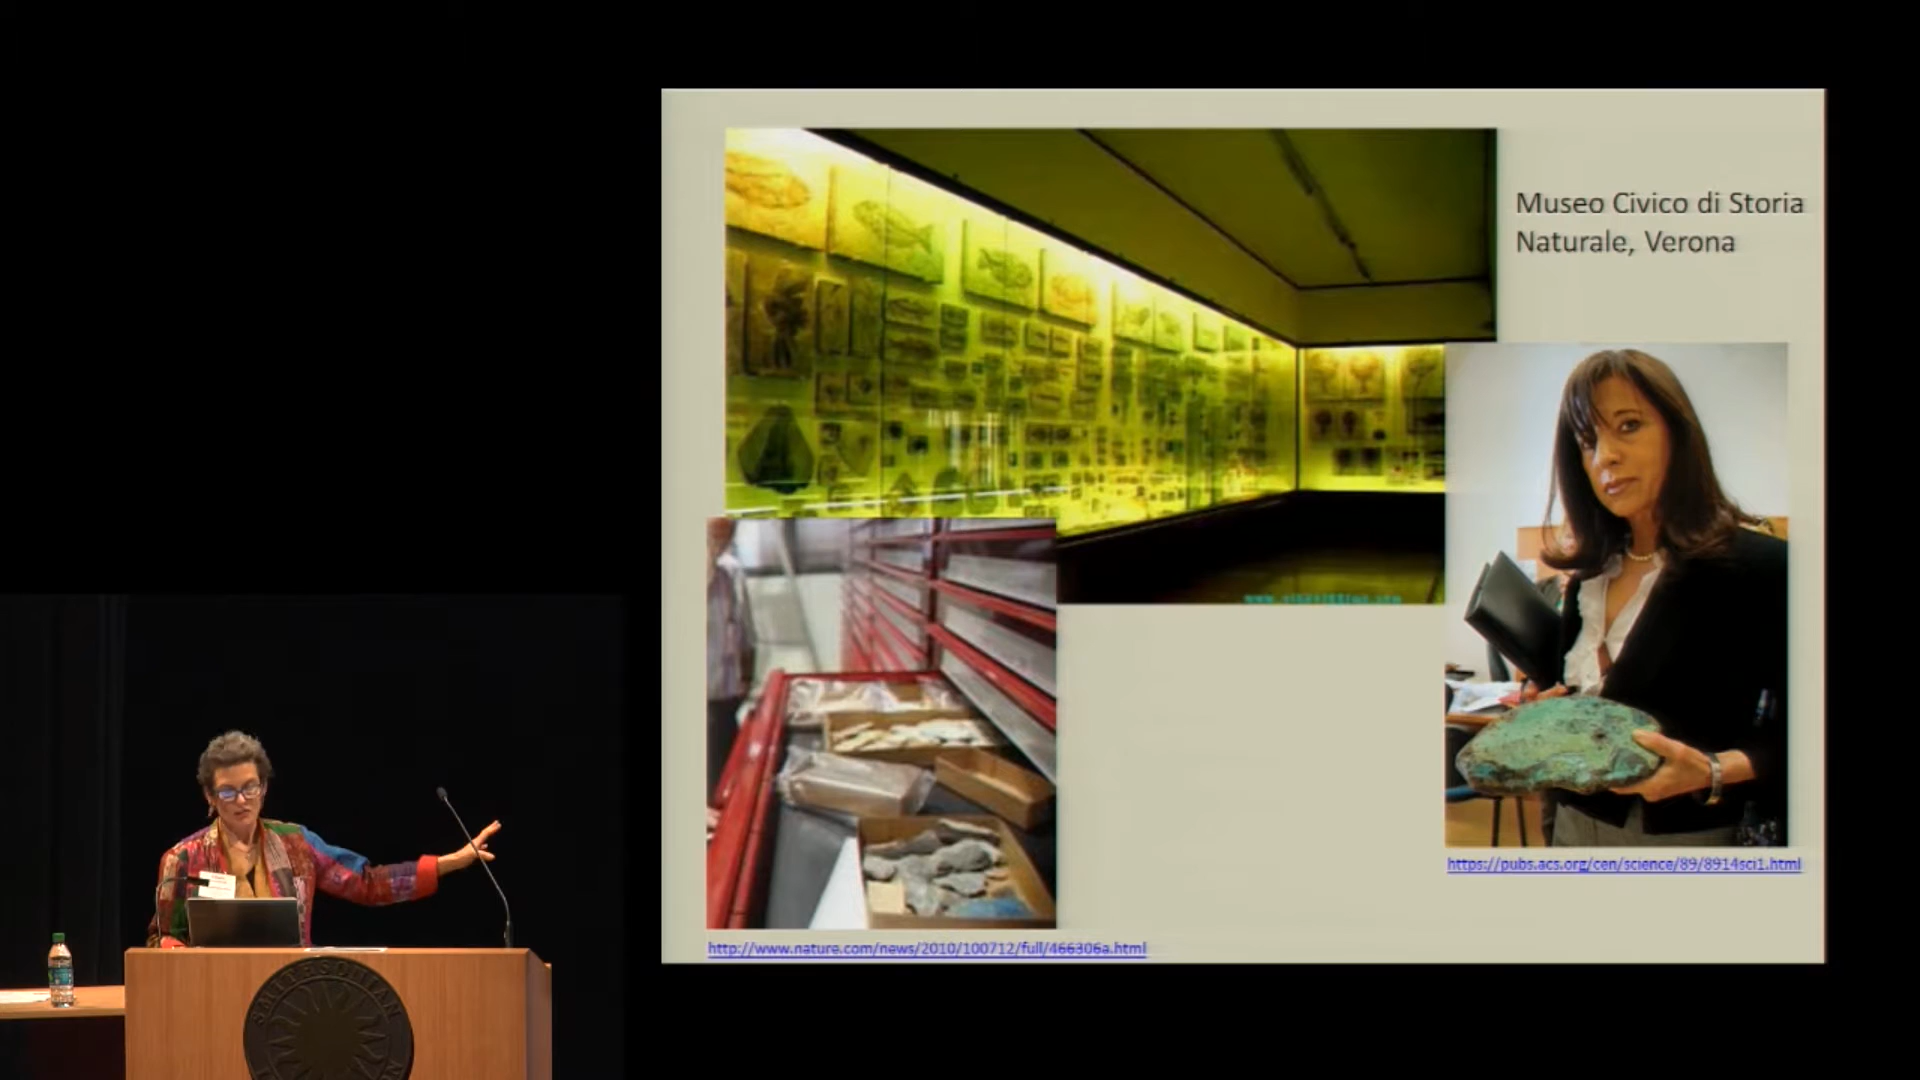 Museo Civico di Storia
Naturale, Verona
https://pubs.acs.org/cen/science/89/8914sci1.html
http://www.nature.com/news/2010/100712/full/466306a.html
SMITHSONIAN